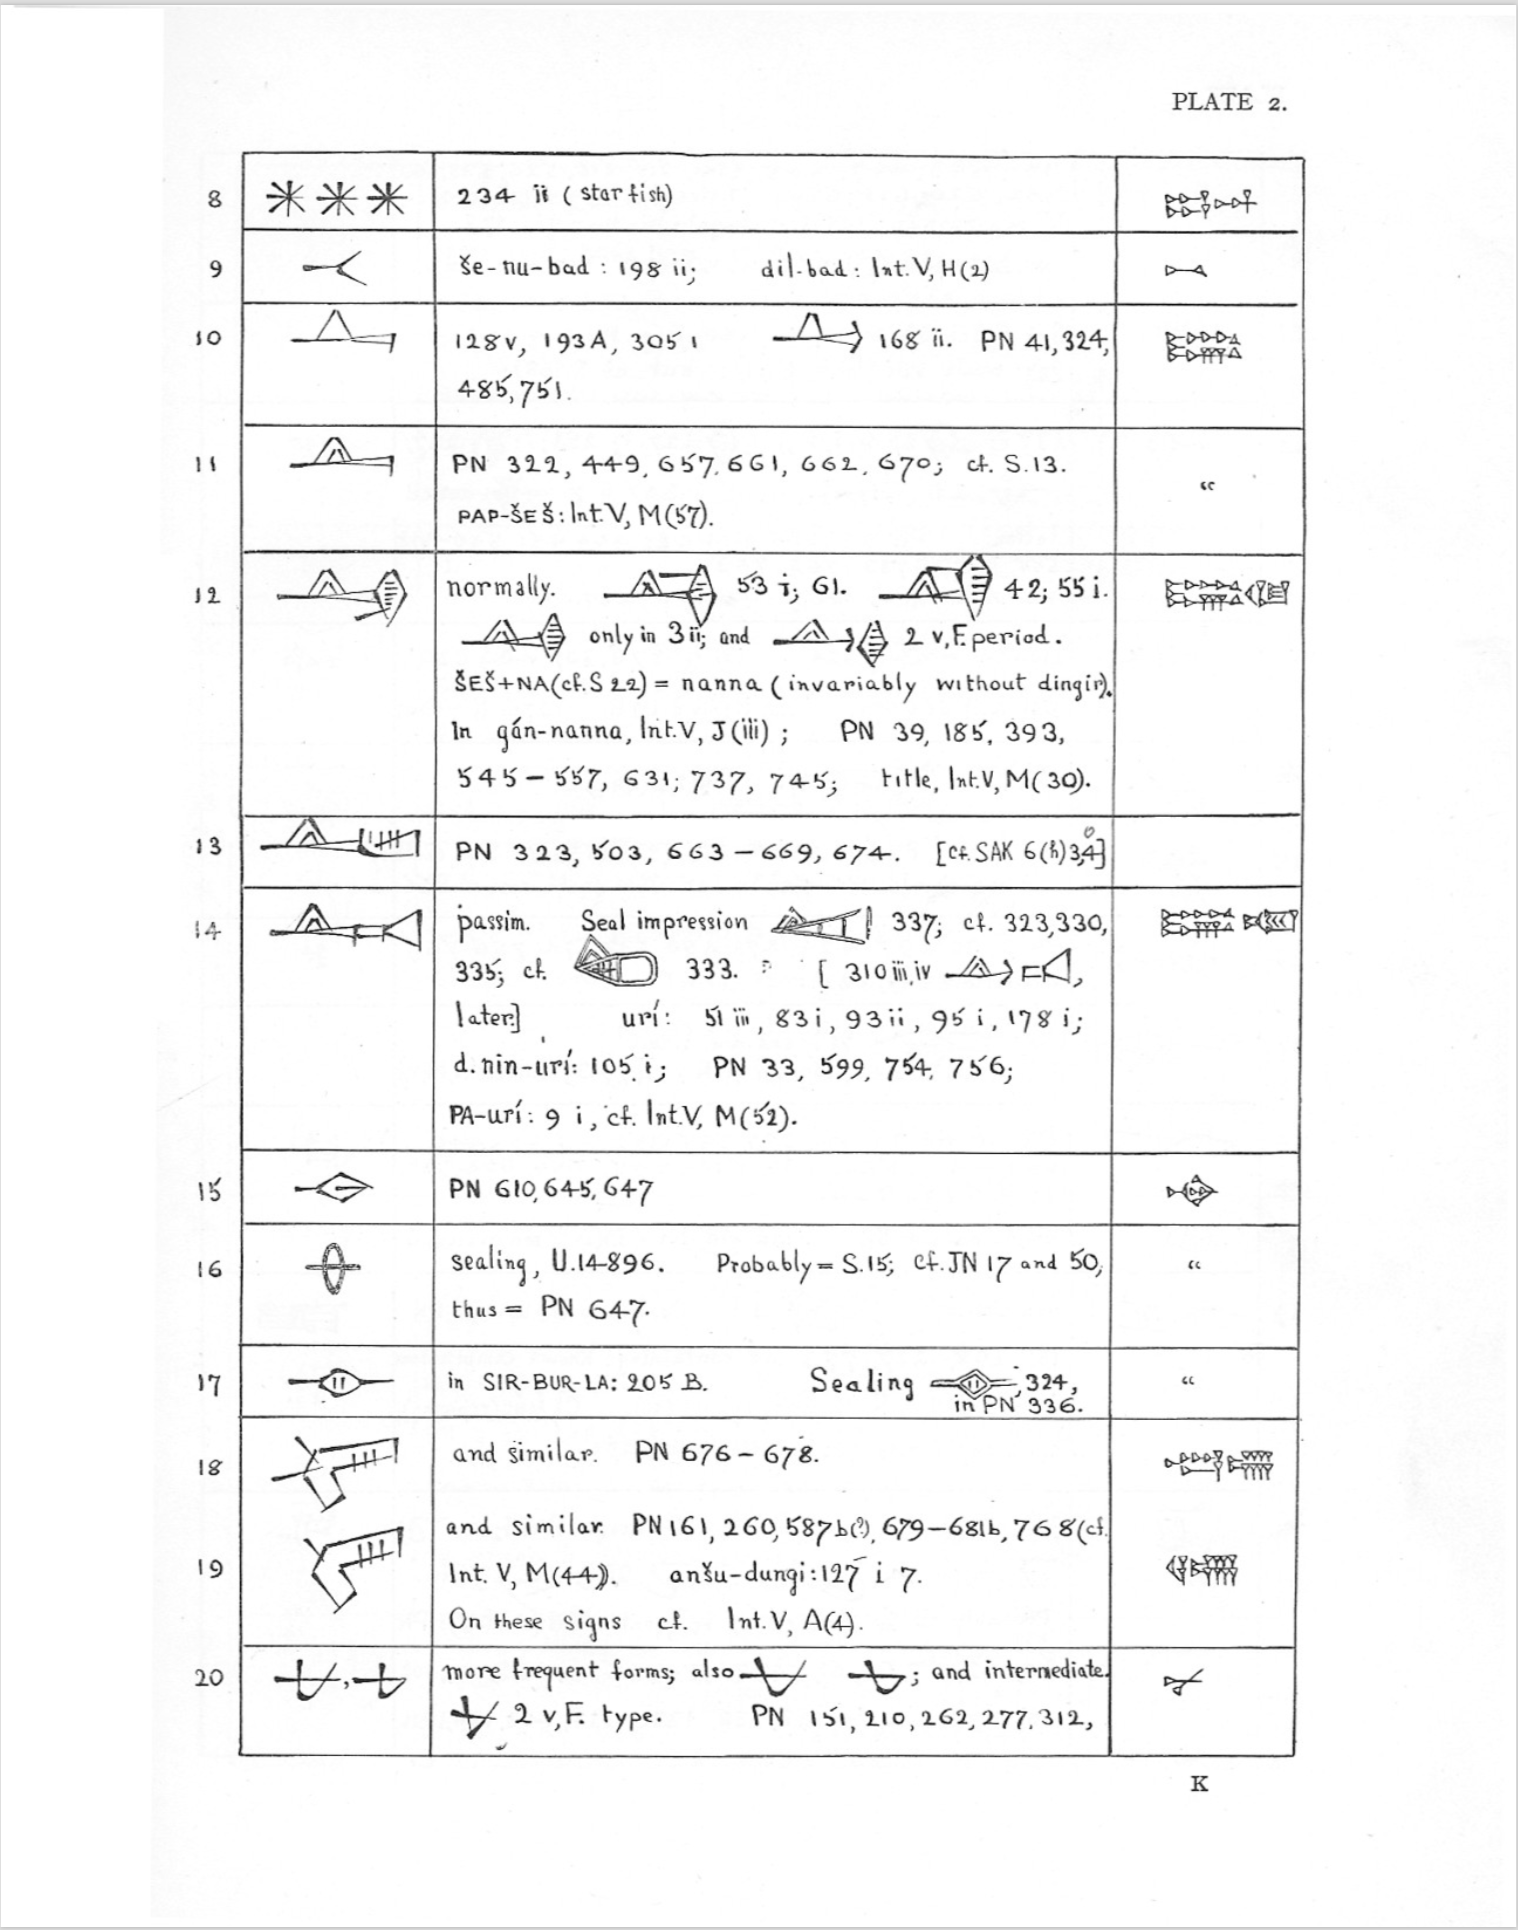 PLATE 2.
8 234 ii (star fish)
9 še-nu-bad : 198 ii; dil-bad: Int. V, H(2)
10 128 v, 193 A, 305 i 168 ii. PN 41, 324,
485, 751.
11 PN 322, 449, 657, 661, 662, 670; cf. S. 13. “
PAP-ŠEŠ: Int. V, M(57).
12 normally. 53 i; 61. 42; 55 i.
only in 3 ii; and 2 v, F. period.
ŠEŠ+NA (cf. S 22) = nanna (invariably without dingir).
In gán-nanna, Int. V, J(iii) ; PN 39, 185, 393,
545 – 557, 631; 737, 745; title, Int. V, M(30).
13 PN 323, 503, 663 – 669, 674. [cf. SAK 6(h) 3,4]
14 passim. Seal impression 337; cf. 323, 330,
335; cf. 333. [ 310 iii, iv ,
later] urí: 51 iii, 83 i, 93 ii, 95 i, 178 i;
d. nin-urí: 105 i; PN 33, 599, 754, 756;
PA-urí: 9 i, cf. Int. V, M(52).
15 PN 610, 645, 647
16 sealing, U.14896. Probably = S.15; cf. JN 17 and 50, “
thus = PN 647.
17 in SIR-BUR-LA: 205 B. Sealing 324, “
in PN 336.
18 and similar. PN 676 – 678.
and similar. PN 161, 260, 587b(?), 679–681b, 768 (cf.
19 Int. V, M(44)). anšu-dungi: 127 i 7.
On these signs cf. Int. V, A(4).
20 , more frequent forms; also ; and intermediate.
2 v, F. type. PN 151, 210, 262, 277, 312,
K